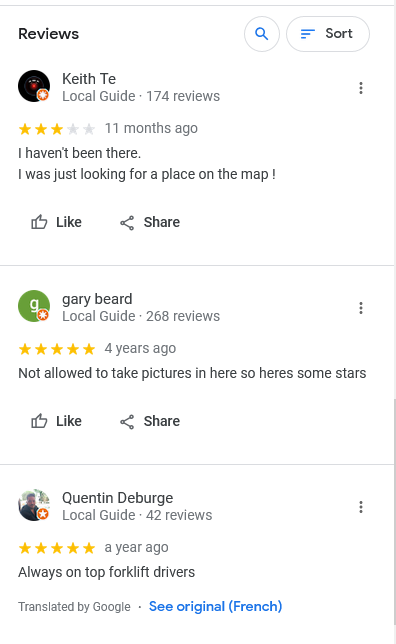 Reviews
Sort
Keith Te
Local Guide · 174 reviews
11 months ago
I haven't been there.
I was just looking for a place on the map !
Like Share
g
gary beard
Local Guide · 268 reviews
4 years ago
Not allowed to take pictures in here so heres some stars
Like Share
Quentin Deburge
Local Guide · 42 reviews
a year ago
Always on top forklift drivers
Translated by Google · See original (French)